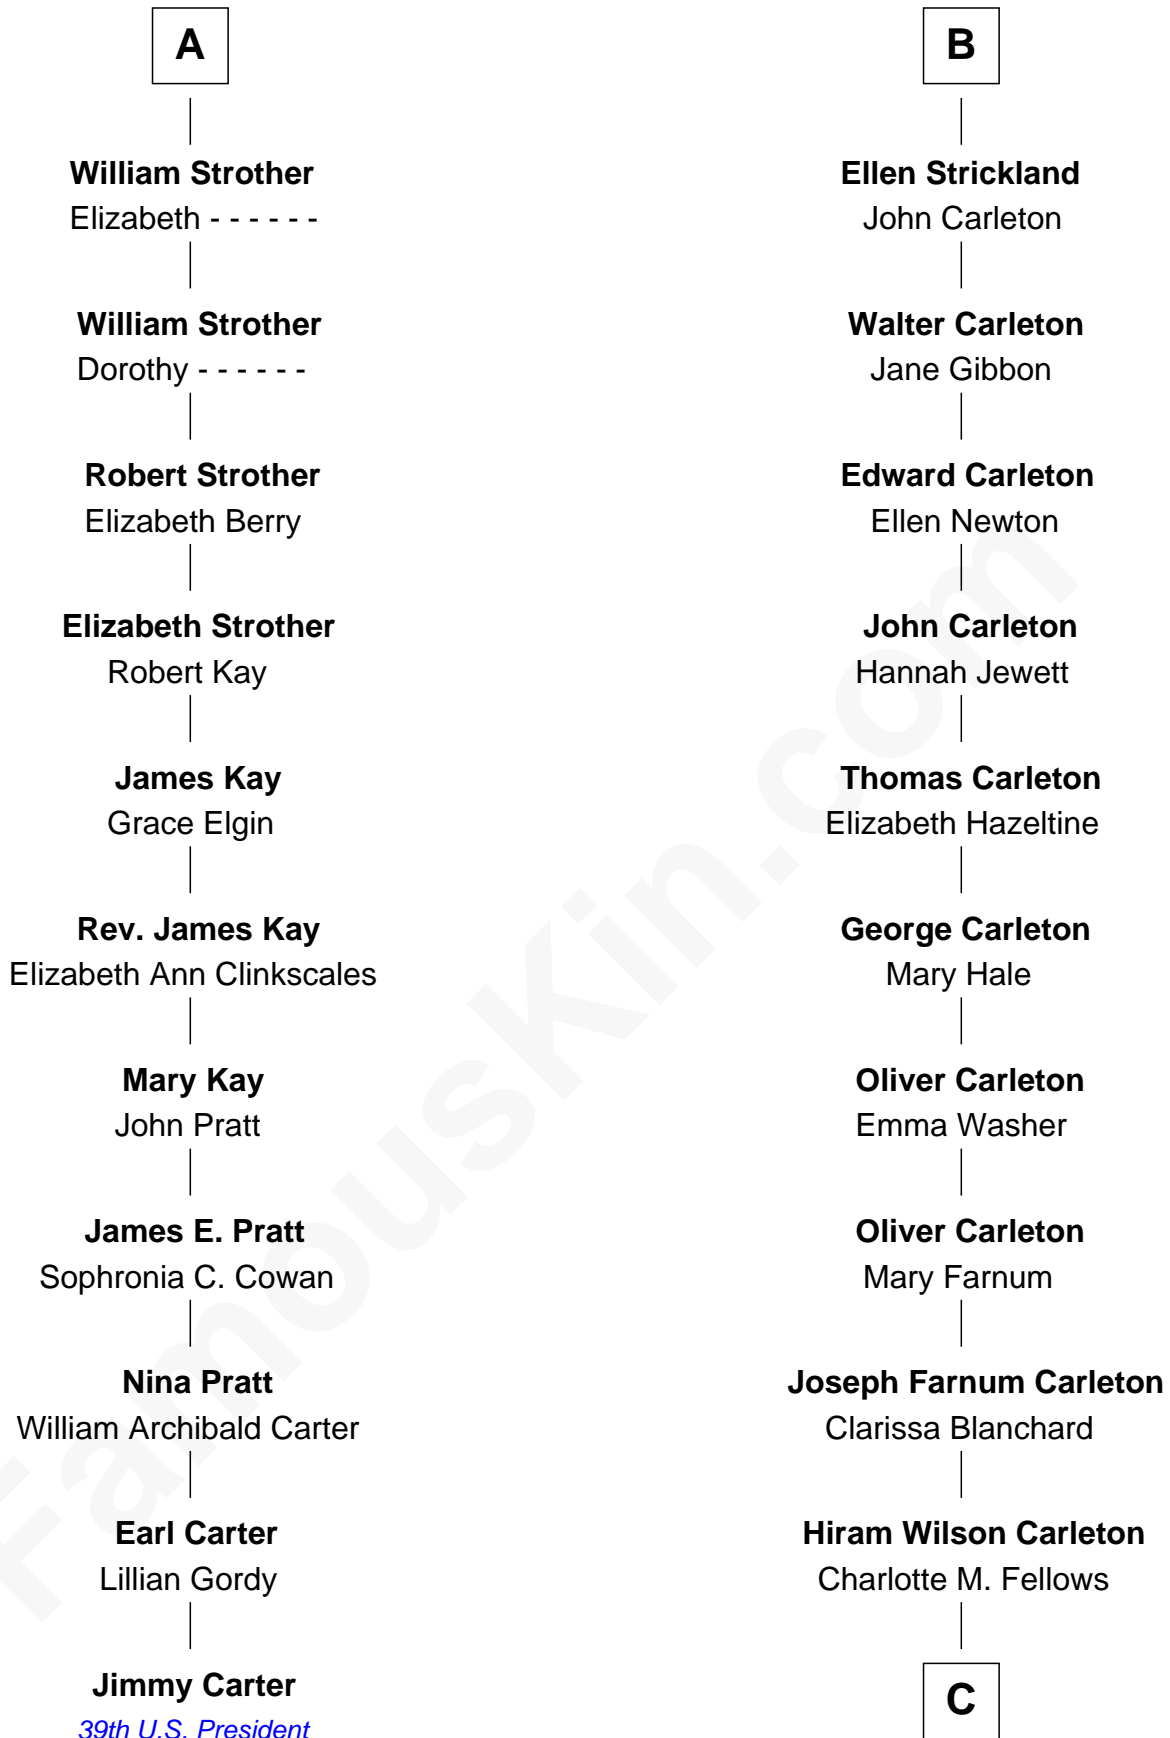 A
William Strother
Elizabeth - - - - - -
William Strother
Dorothy - - - - - -
Robert Strother
Elizabeth Berry
Elizabeth Strother
Robert Kay
James Kay
Grace Elgin
Rev. James Kay
Elizabeth Ann Clinkscales
Mary Kay
John Pratt
James E. Pratt
Sophronia C. Cowan
Nina Pratt
William Archibald Carter
Earl Carter
Lillian Gordy
Jimmy Carter
39th U.S. President
B
Ellen Strickland
John Carleton
Walter Carleton
Jane Gibbon
Edward Carleton
Ellen Newton
John Carleton
Hannah Jewett
Thomas Carleton
Elizabeth Hazeltine
George Carleton
Mary Hale
Oliver Carleton
Emma Washer
Oliver Carleton
Mary Farnum
Joseph Farnum Carleton
Clarissa Blanchard
Hiram Wilson Carleton
Charlotte M. Fellows
C
FamousKin.com